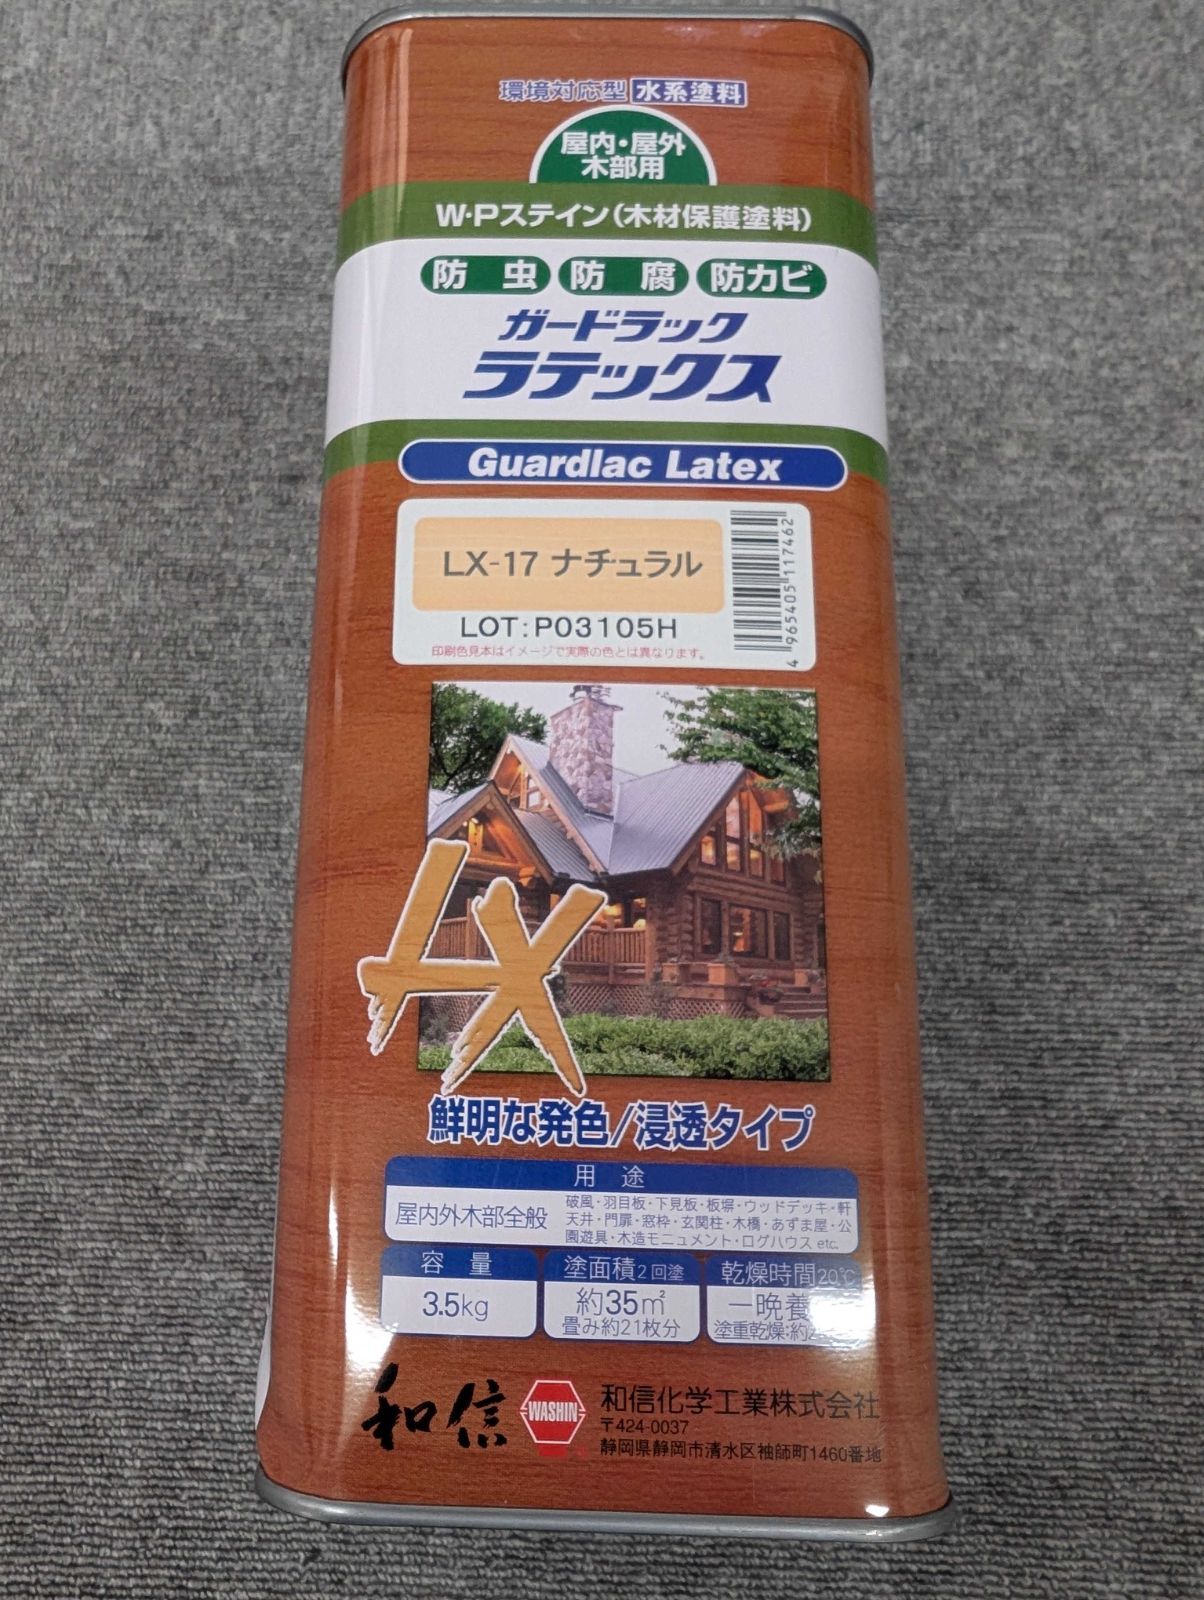 環境対応型 水系塗料
屋内・屋外
木部用
W・Pステイン(木材保護塗料)
防虫 防腐 防カビ
ガードラック
ラテックス
Guardlac Latex
LX-17 ナチュラル
LOT:P03105H
印刷色見本はイメージで実際の色とは異なります。
4 965405 117462
LX
鮮明な発色/浸透タイプ
用途
屋内外木部全般
破風・羽目板・下見板・板塀・ウッドデッキ・軒
天井・門扉・窓枠・玄関柱・木橋・あずま屋・公
園遊具・木造モニュメント・ログハウス etc.
容量
3.5kg
塗面積2回塗
約35㎡
畳み約21枚分
乾燥時間20℃
一晩養
塗重乾燥:約
和信
WASHIN
和信化学工業株式会社
〒424-0037
静岡県静岡市清水区袖師町1460番地